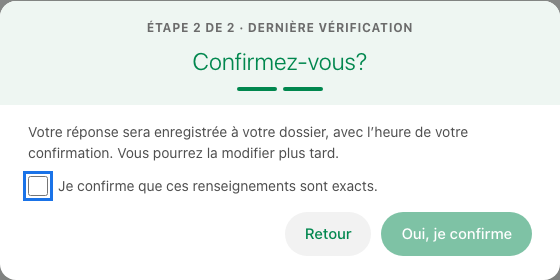 ÉTAPE 2 DE 2 · DERNIÈRE VÉRIFICATION
Confirmez-vous?
Votre réponse sera enregistrée à votre dossier, avec l’heure de votre
confirmation. Vous pourrez la modifier plus tard.
Je confirme que ces renseignements sont exacts.
Retour
Oui, je confirme